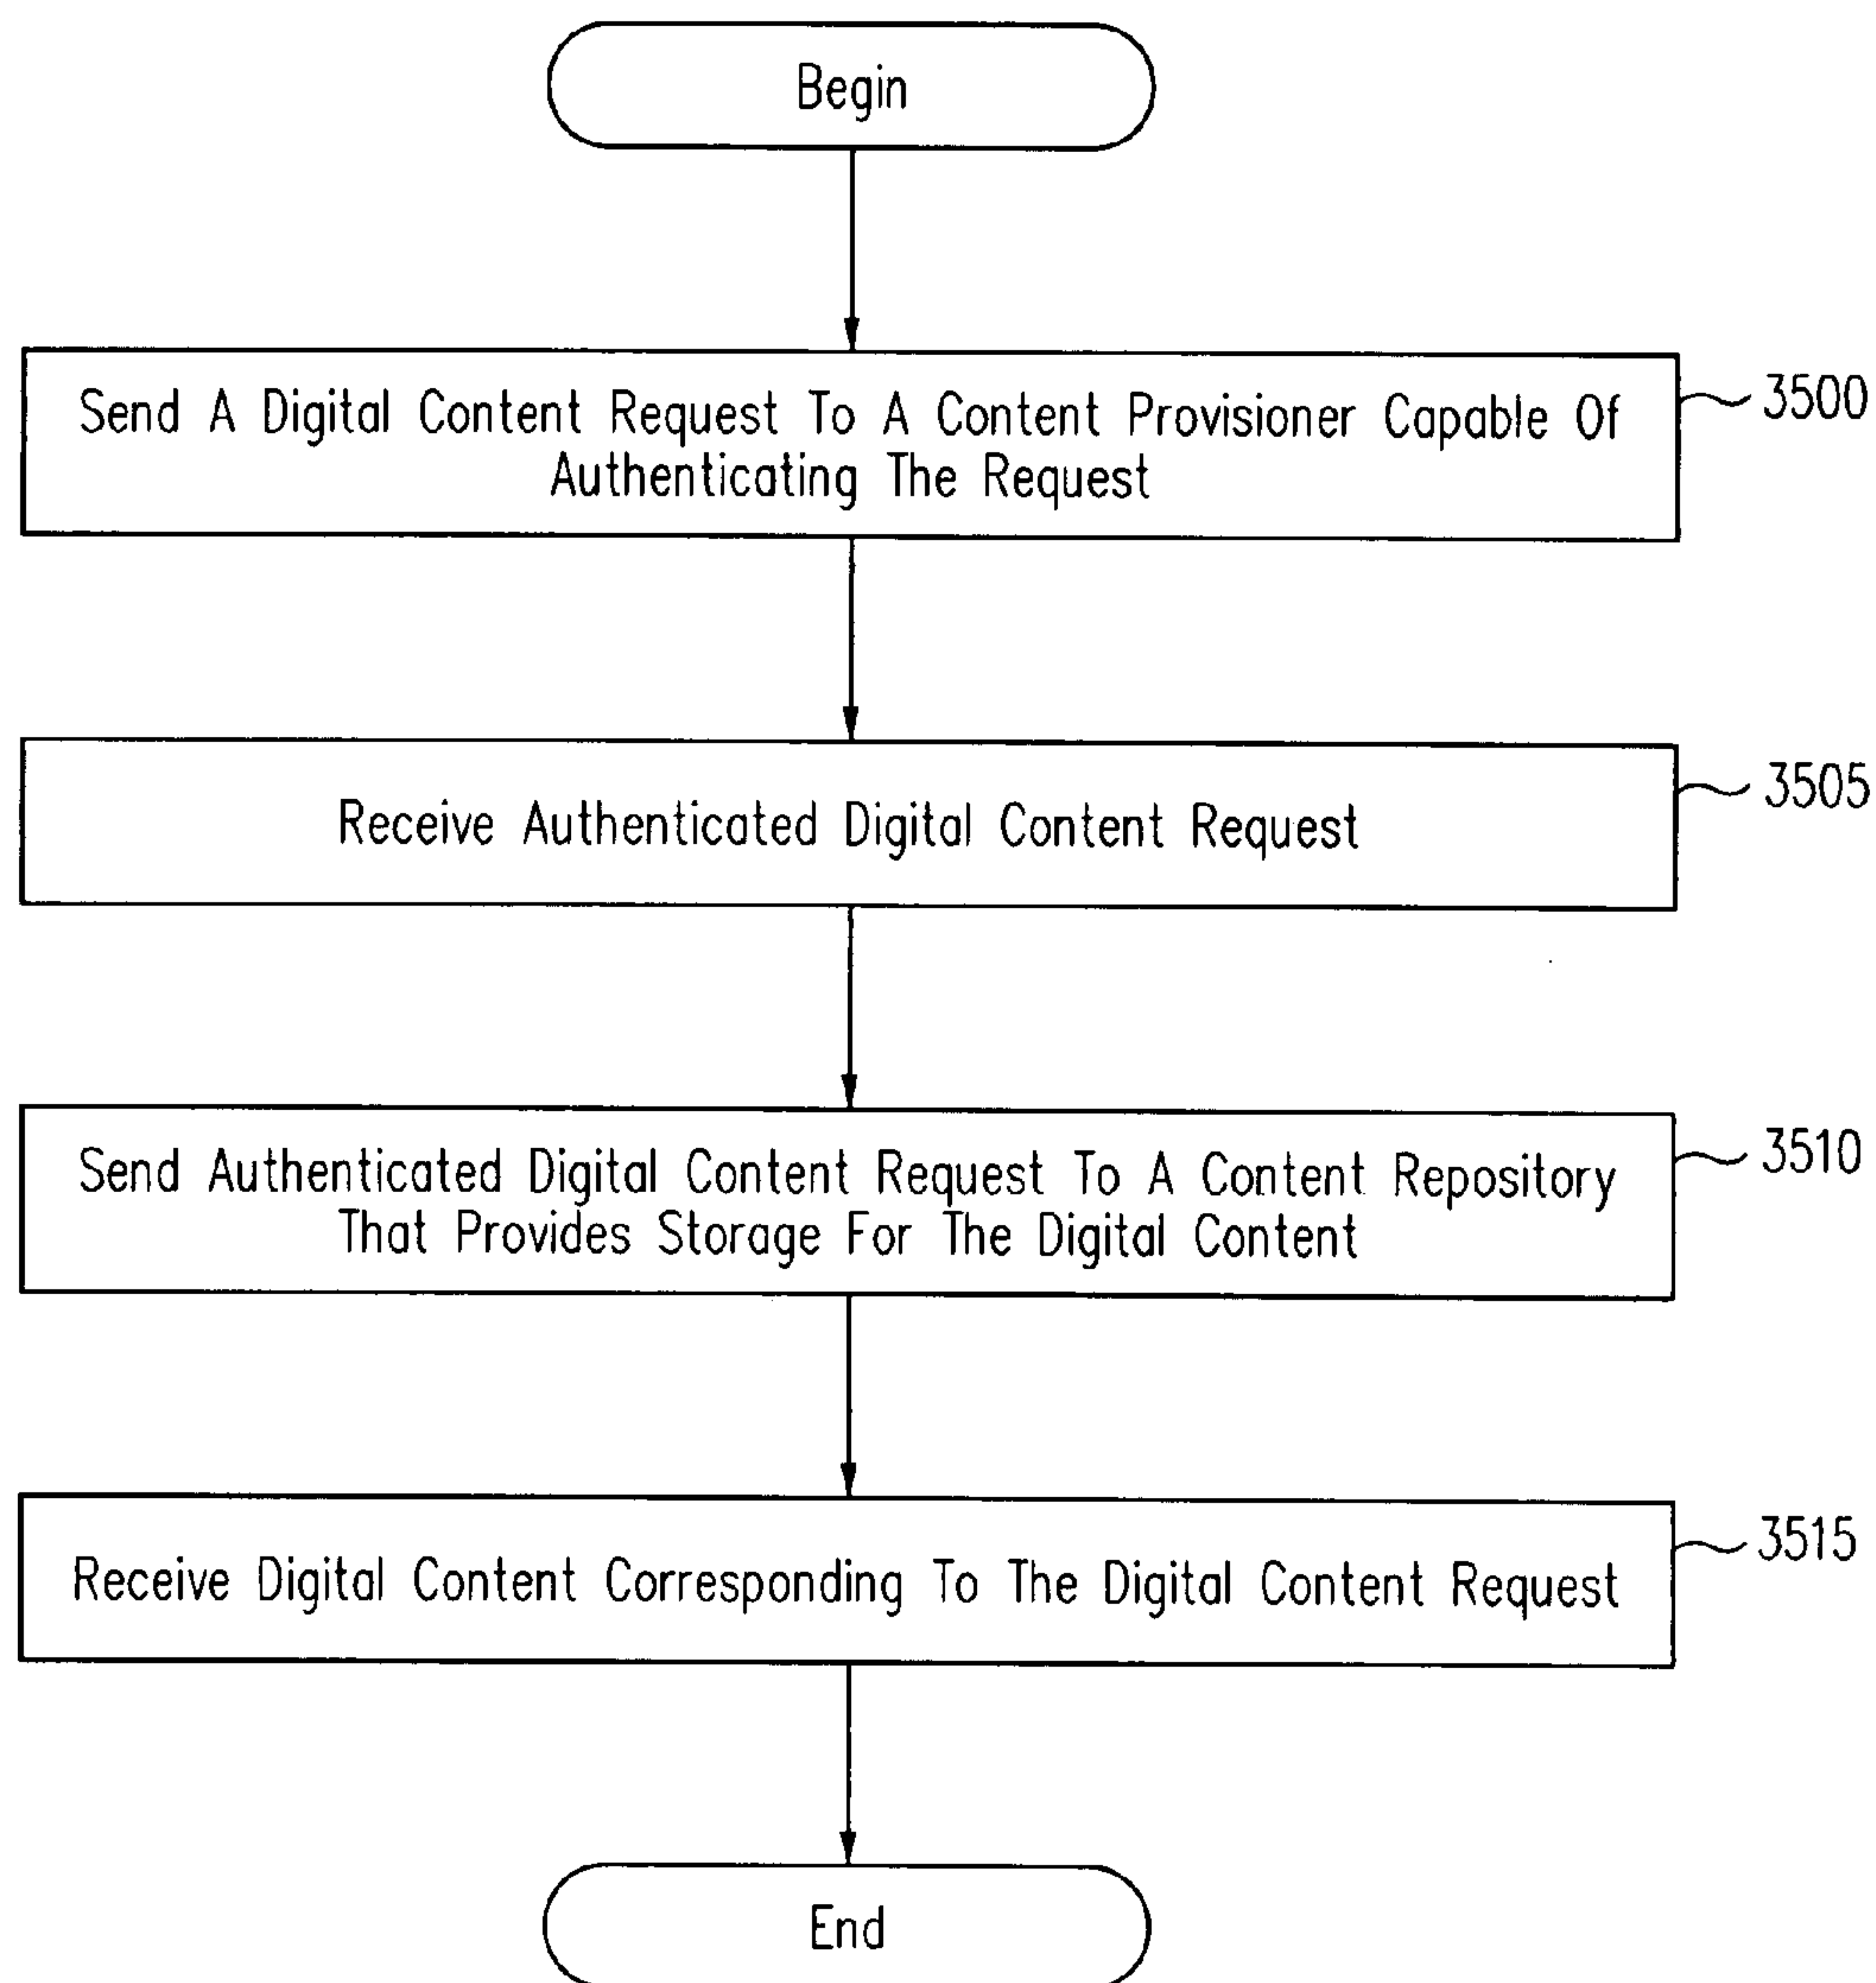 Begin
Send A Digital Content Request To A Content Provisioner Capable Of
Authenticating The Request
3500
Receive Authenticated Digital Content Request
3505
Send Authenticated Digital Content Request To A Content Repository
That Provides Storage For The Digital Content
3510
Receive Digital Content Corresponding To The Digital Content Request
3515
End